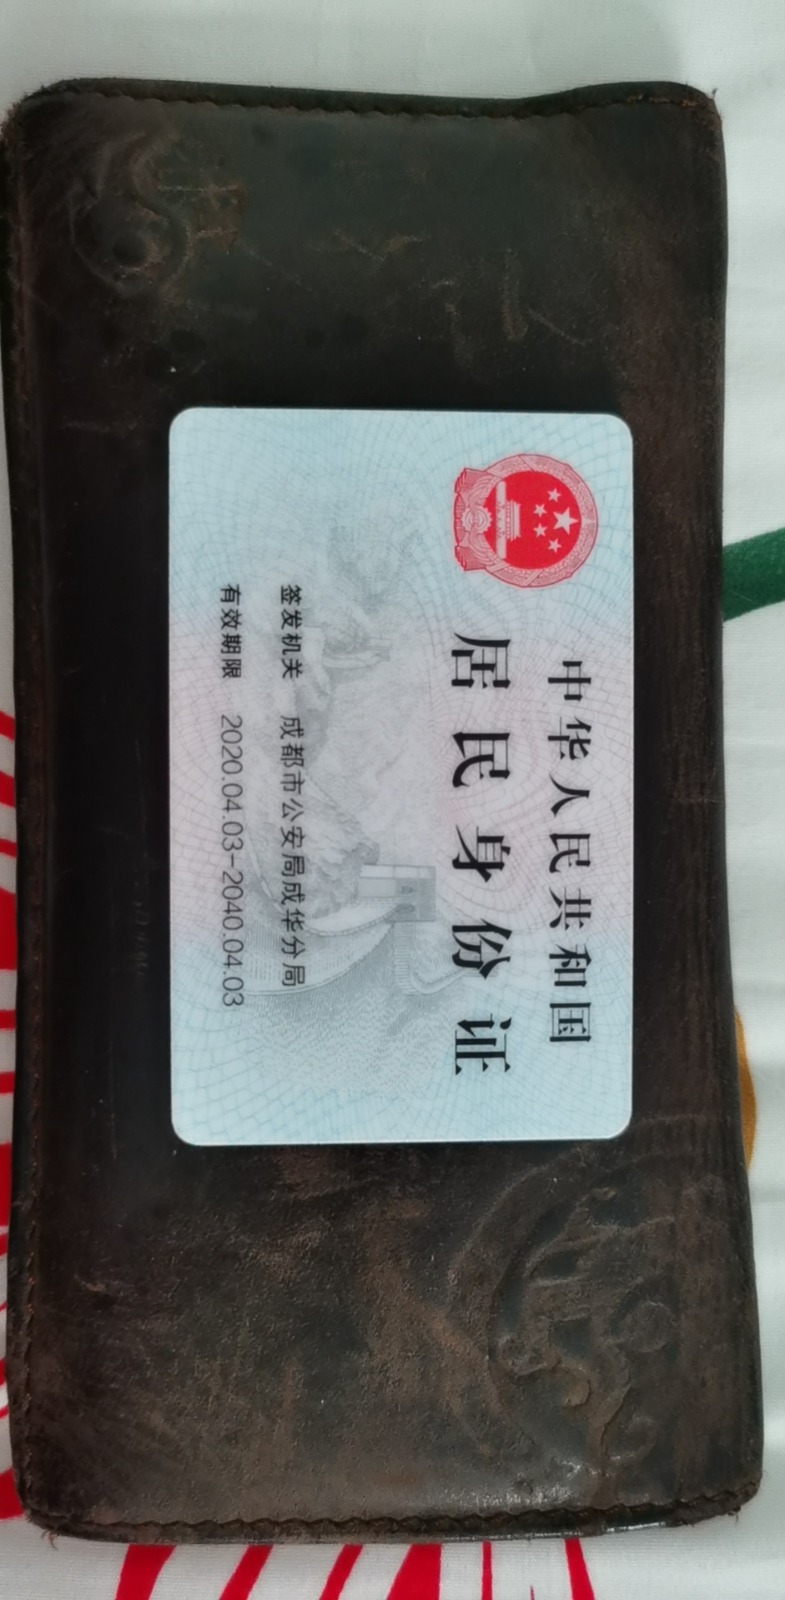 中华人民共和国
居民身份证
签发机关 成都市公安局成华分局
有效期限 2020.04.03-2040.04.03